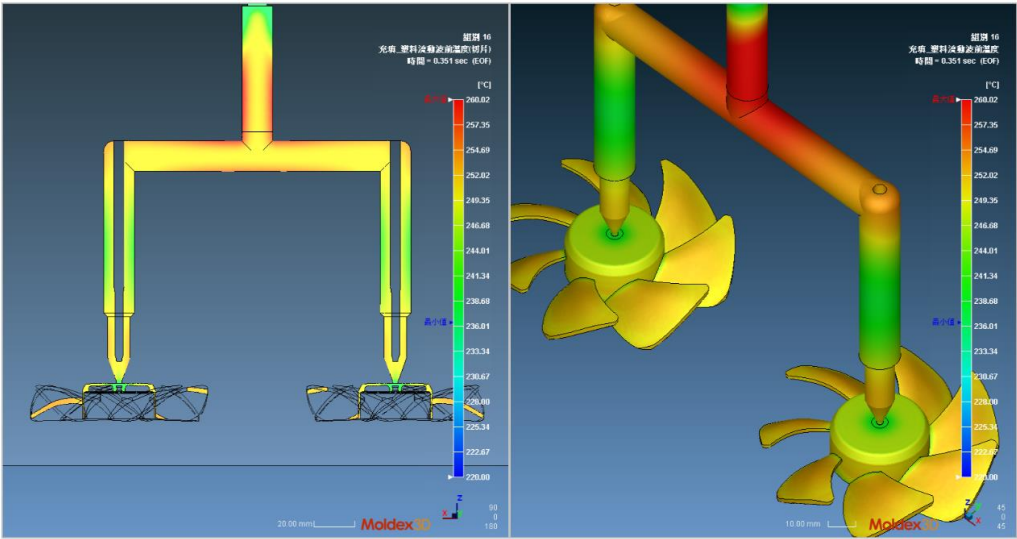 組別 16
充填_塑料流動波前溫度(切片)
時間 = 0.351 sec (EOF)
[°C]
最大值
260.02
257.35
254.69
252.02
249.35
246.68
244.01
241.34
238.68
最小值
236.01
233.34
230.67
228.00
225.34
222.67
220.00
20.00 mm
Moldex3D
Z
X
90
0
180
組別 16
充填_塑料流動波前溫度
時間 = 0.351 sec (EOF)
[°C]
最大值
260.02
257.35
254.69
252.02
249.35
246.68
244.01
241.34
238.68
最小值
236.01
233.34
230.67
228.00
225.34
222.67
220.00
10.00 mm
Moldex3D
Z
X
45
0
45